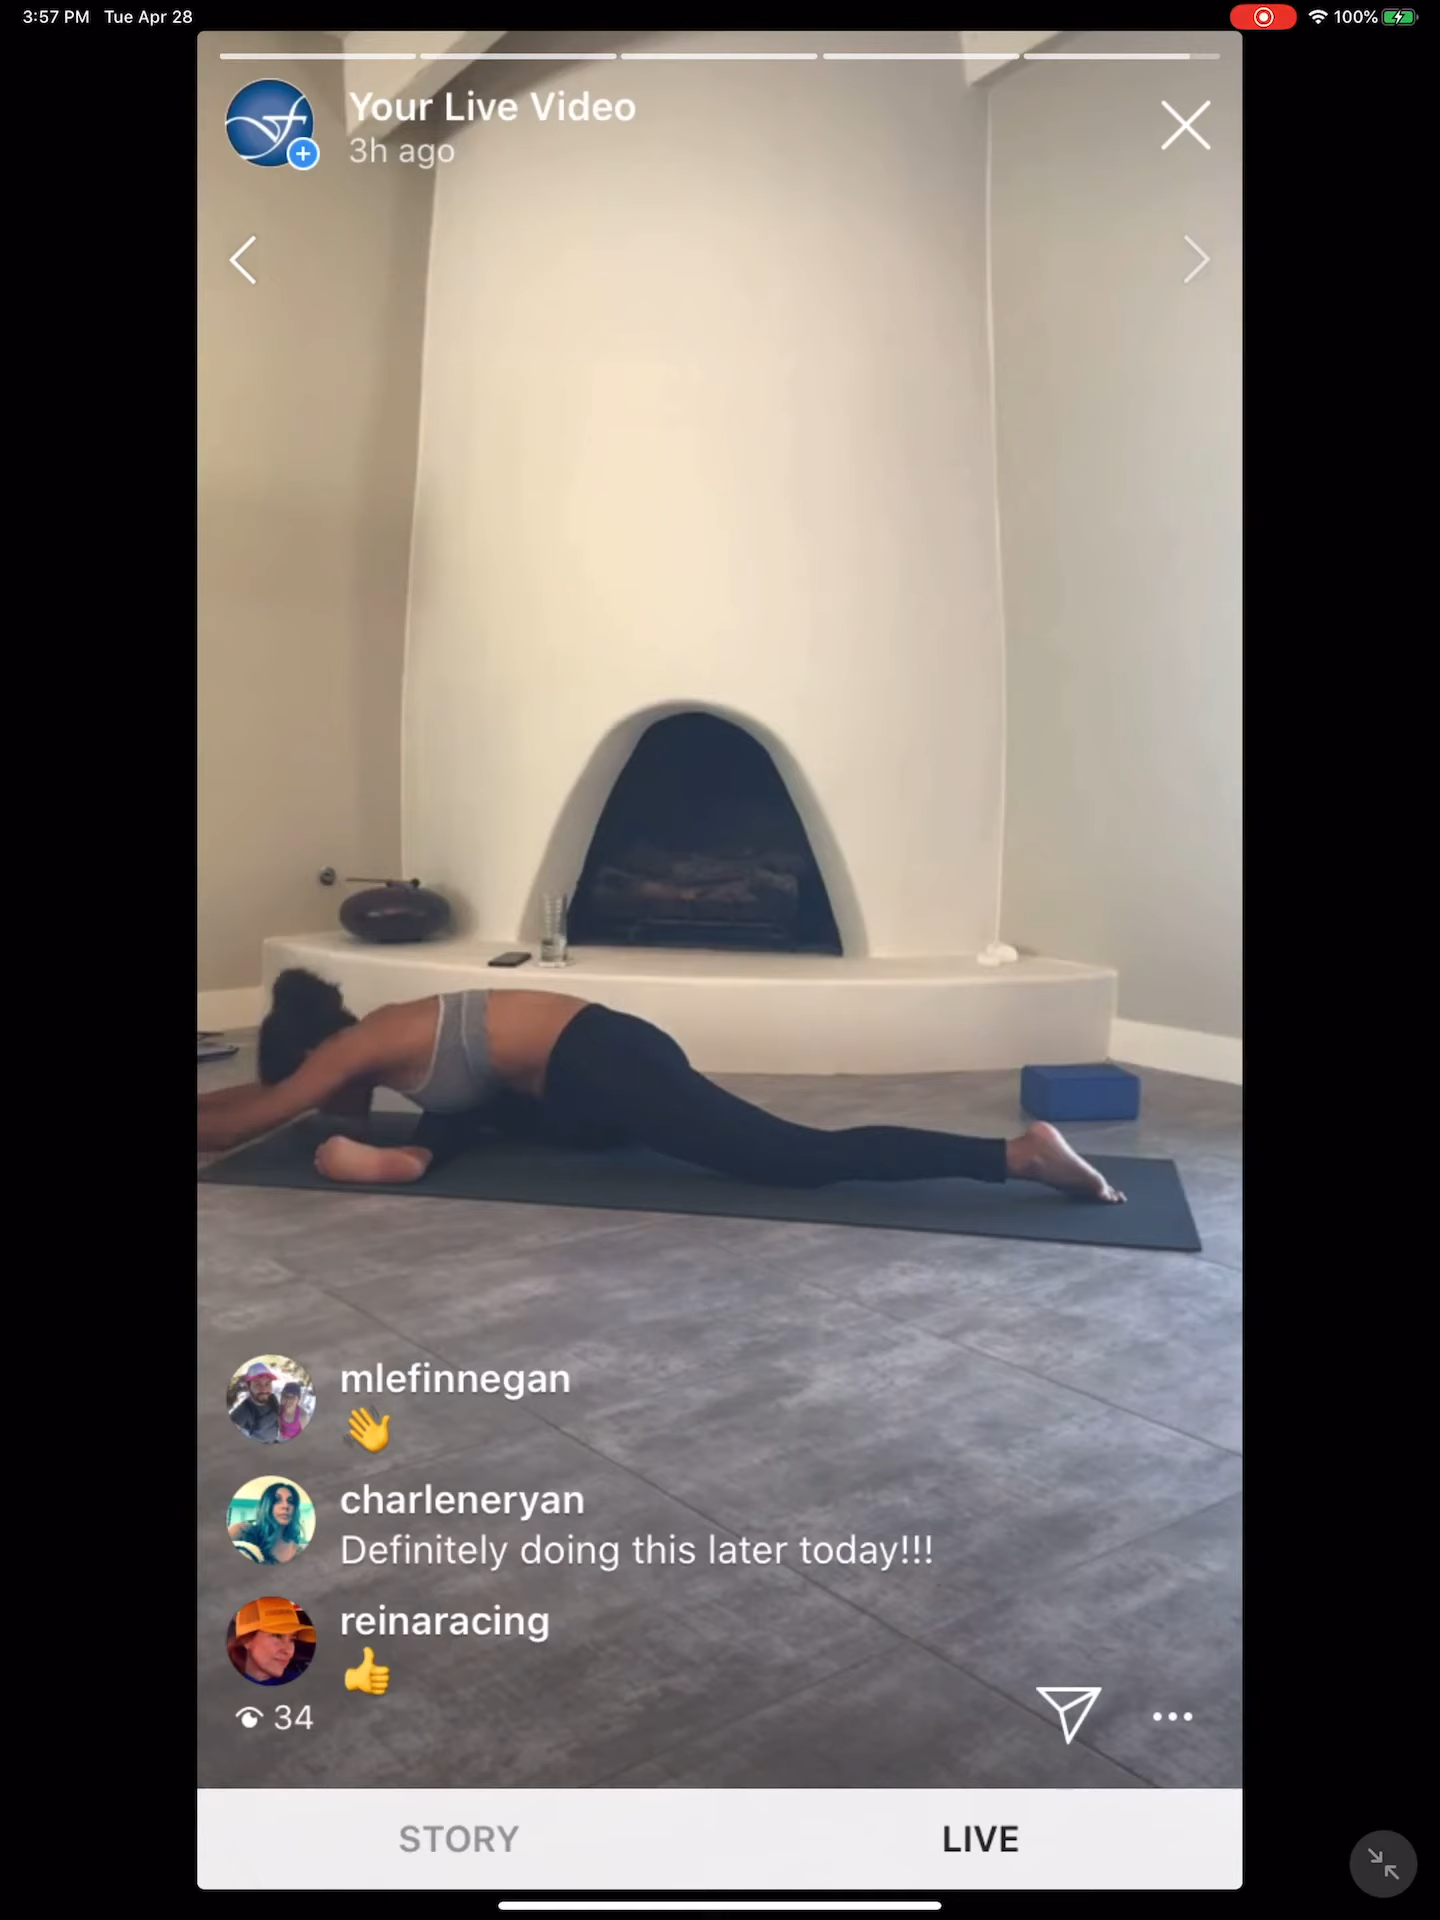 3:57 PM Tue Apr 28
100%
Your Live Video
3h ago
mlefinnegan
👋
charleneryan
Definitely doing this later today!!!
reinaracing
👍
34
STORY
LIVE